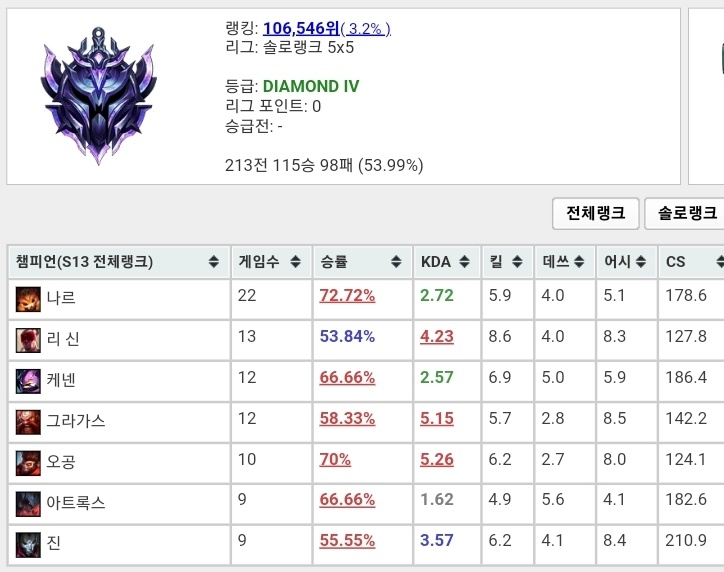 랭킹: 106,546위( 3.2% )
리그: 솔로랭크 5x5
등급: DIAMOND IV
리그 포인트: 0
승급전: -
213전 115승 98패 (53.99%)
전체랭크 솔로랭크
챔피언(S13 전체랭크) 게임수 승률 KDA 킬 데쓰 어시 CS
나르 22 72.72% 2.72 5.9 4.0 5.1 178.6
리 신 13 53.84% 4.23 8.6 4.0 8.3 127.8
케넨 12 66.66% 2.57 6.9 5.0 5.9 186.4
그라가스 12 58.33% 5.15 5.7 2.8 8.5 142.2
오공 10 70% 5.26 6.2 2.7 8.0 124.1
아트록스 9 66.66% 1.62 4.9 5.6 4.1 182.6
진 9 55.55% 3.57 6.2 4.1 8.4 210.9